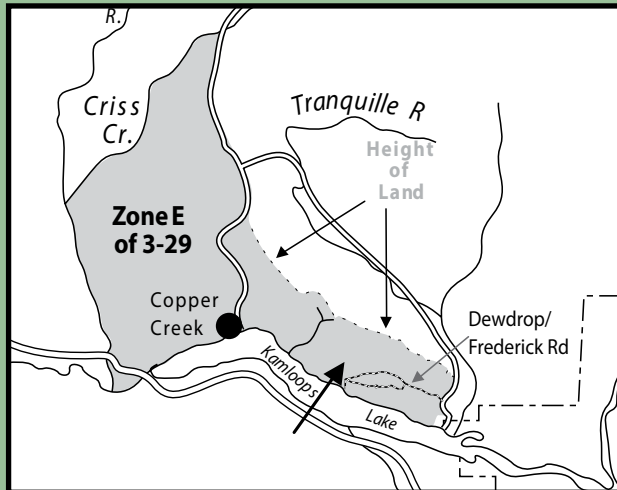 R.
Criss
Cr.
Tranquille R
Height
of
Land
Zone E
of 3-29
Copper
Creek
Dewdrop/
Frederick Rd
Kamloops
Lake